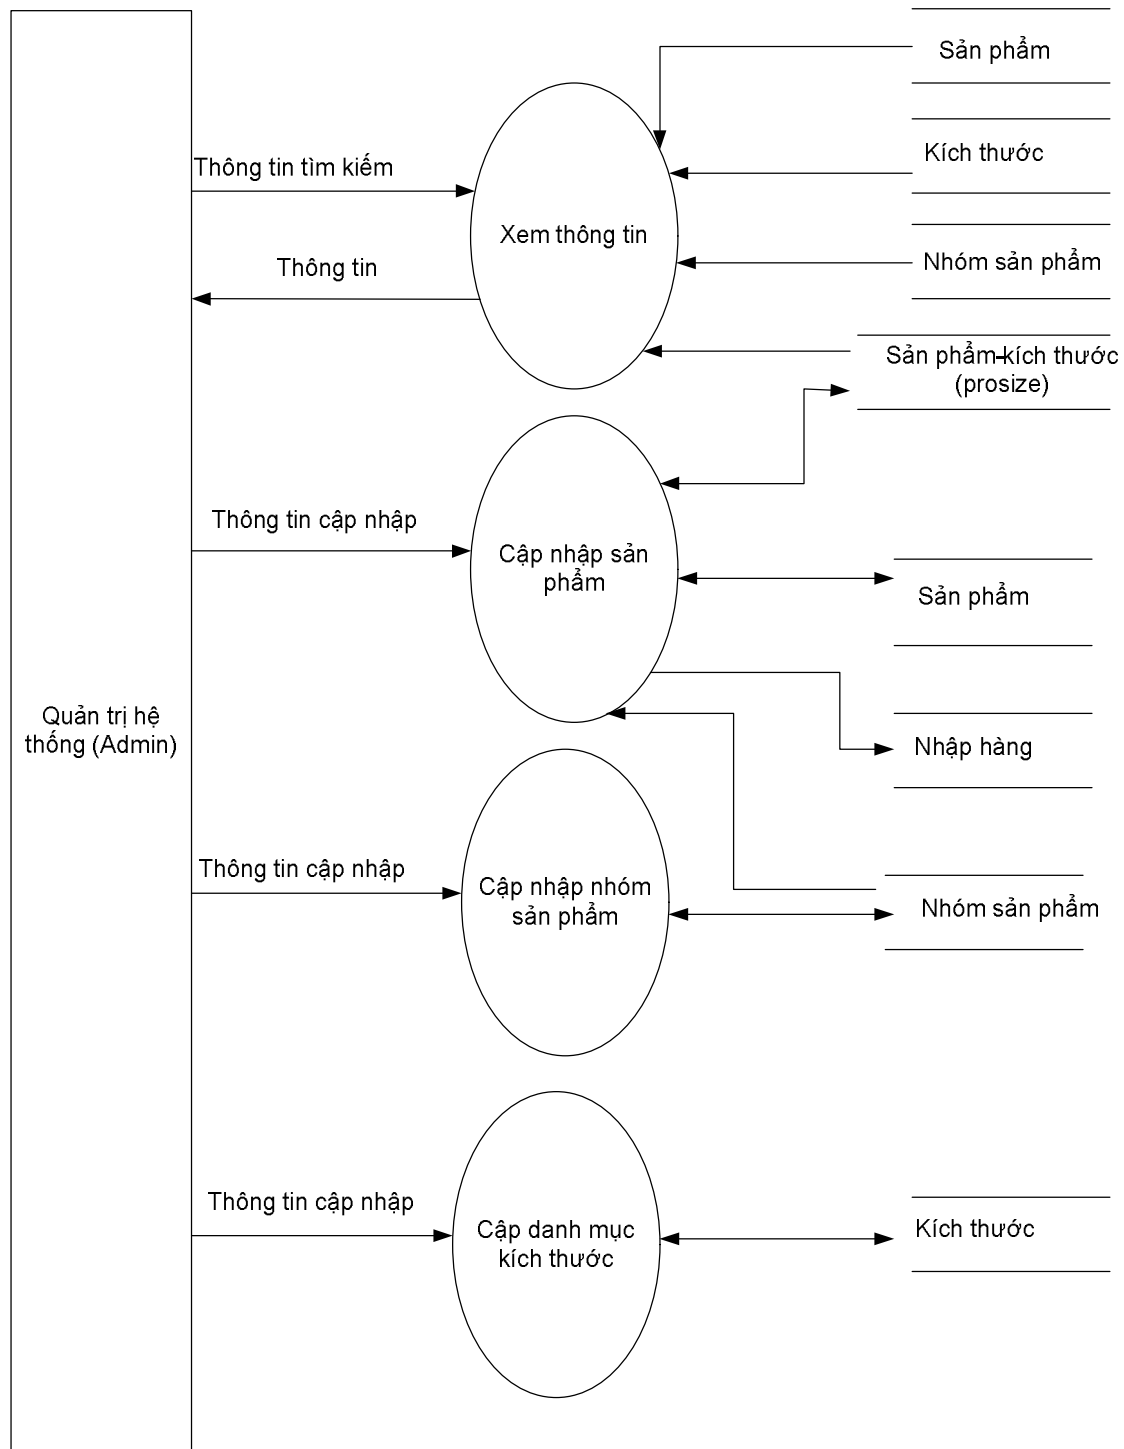 Sản phẩm
Kích thước
Thông tin tìm kiếm
Xem thông tin
Nhóm sản phẩm
Thông tin
Sản phẩm-kích thước
(prosize)
Thông tin cập nhập
Cập nhập sản
phẩm
Sản phẩm
Quản trị hệ
thống (Admin)
Nhập hàng
Thông tin cập nhập
Cập nhập nhóm
sản phẩm
Nhóm sản phẩm
Thông tin cập nhập
Cập danh mục
kích thước
Kích thước